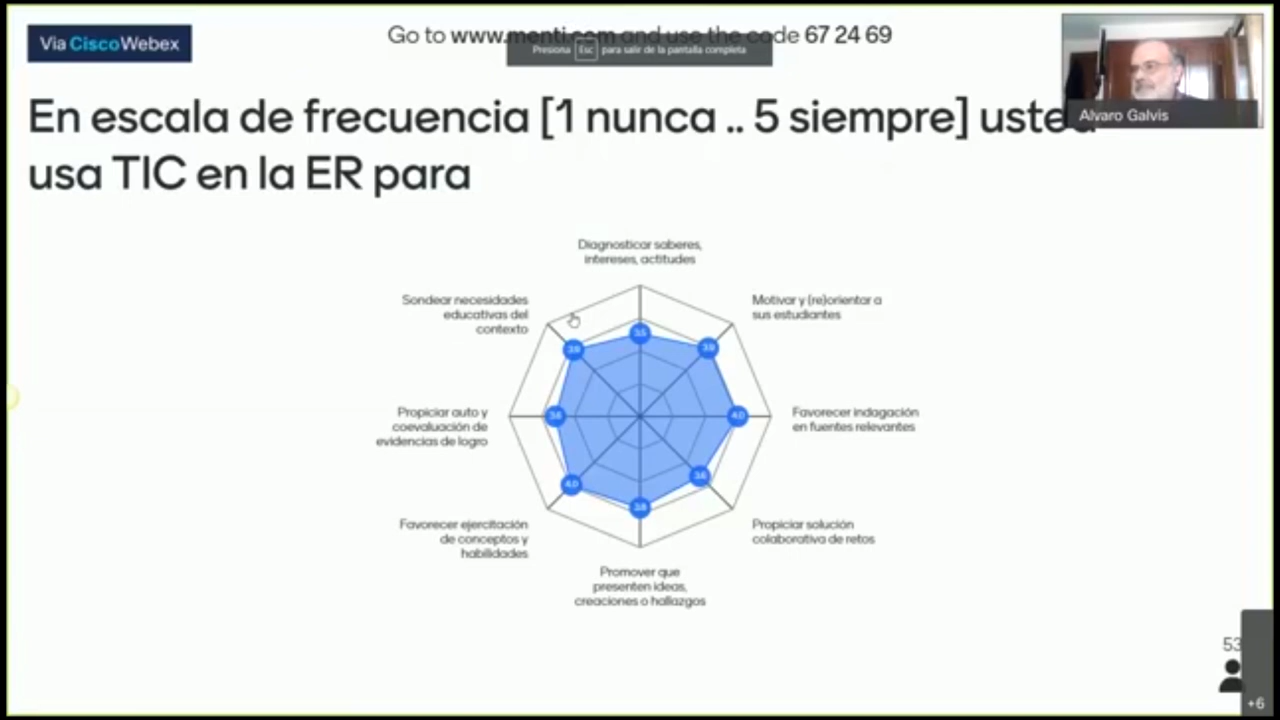 Via CiscoWebex
Go to www.menti.com and use the code 67 24 69
Presiona Esc para salir de la pantalla completa
Alvaro Galvis
En escala de frecuencia [1 nunca .. 5 siempre] usted
usa TIC en la ER para
Diagnosticar saberes,
intereses, actitudes
Sondear necesidades
educativas del
contexto
Motivar y (re)orientar a
sus estudiantes
3.5
3.9
3.9
Propiciar auto y
coevaluación de
evidencias de logro
3.6
4.0
Favorecer indagación
en fuentes relevantes
4.0
3.6
3.8
Favorecer ejercitación
de conceptos y
habilidades
Propiciar solución
colaborativa de retos
Promover que
presenten ideas,
creaciones o hallazgos
53
+6